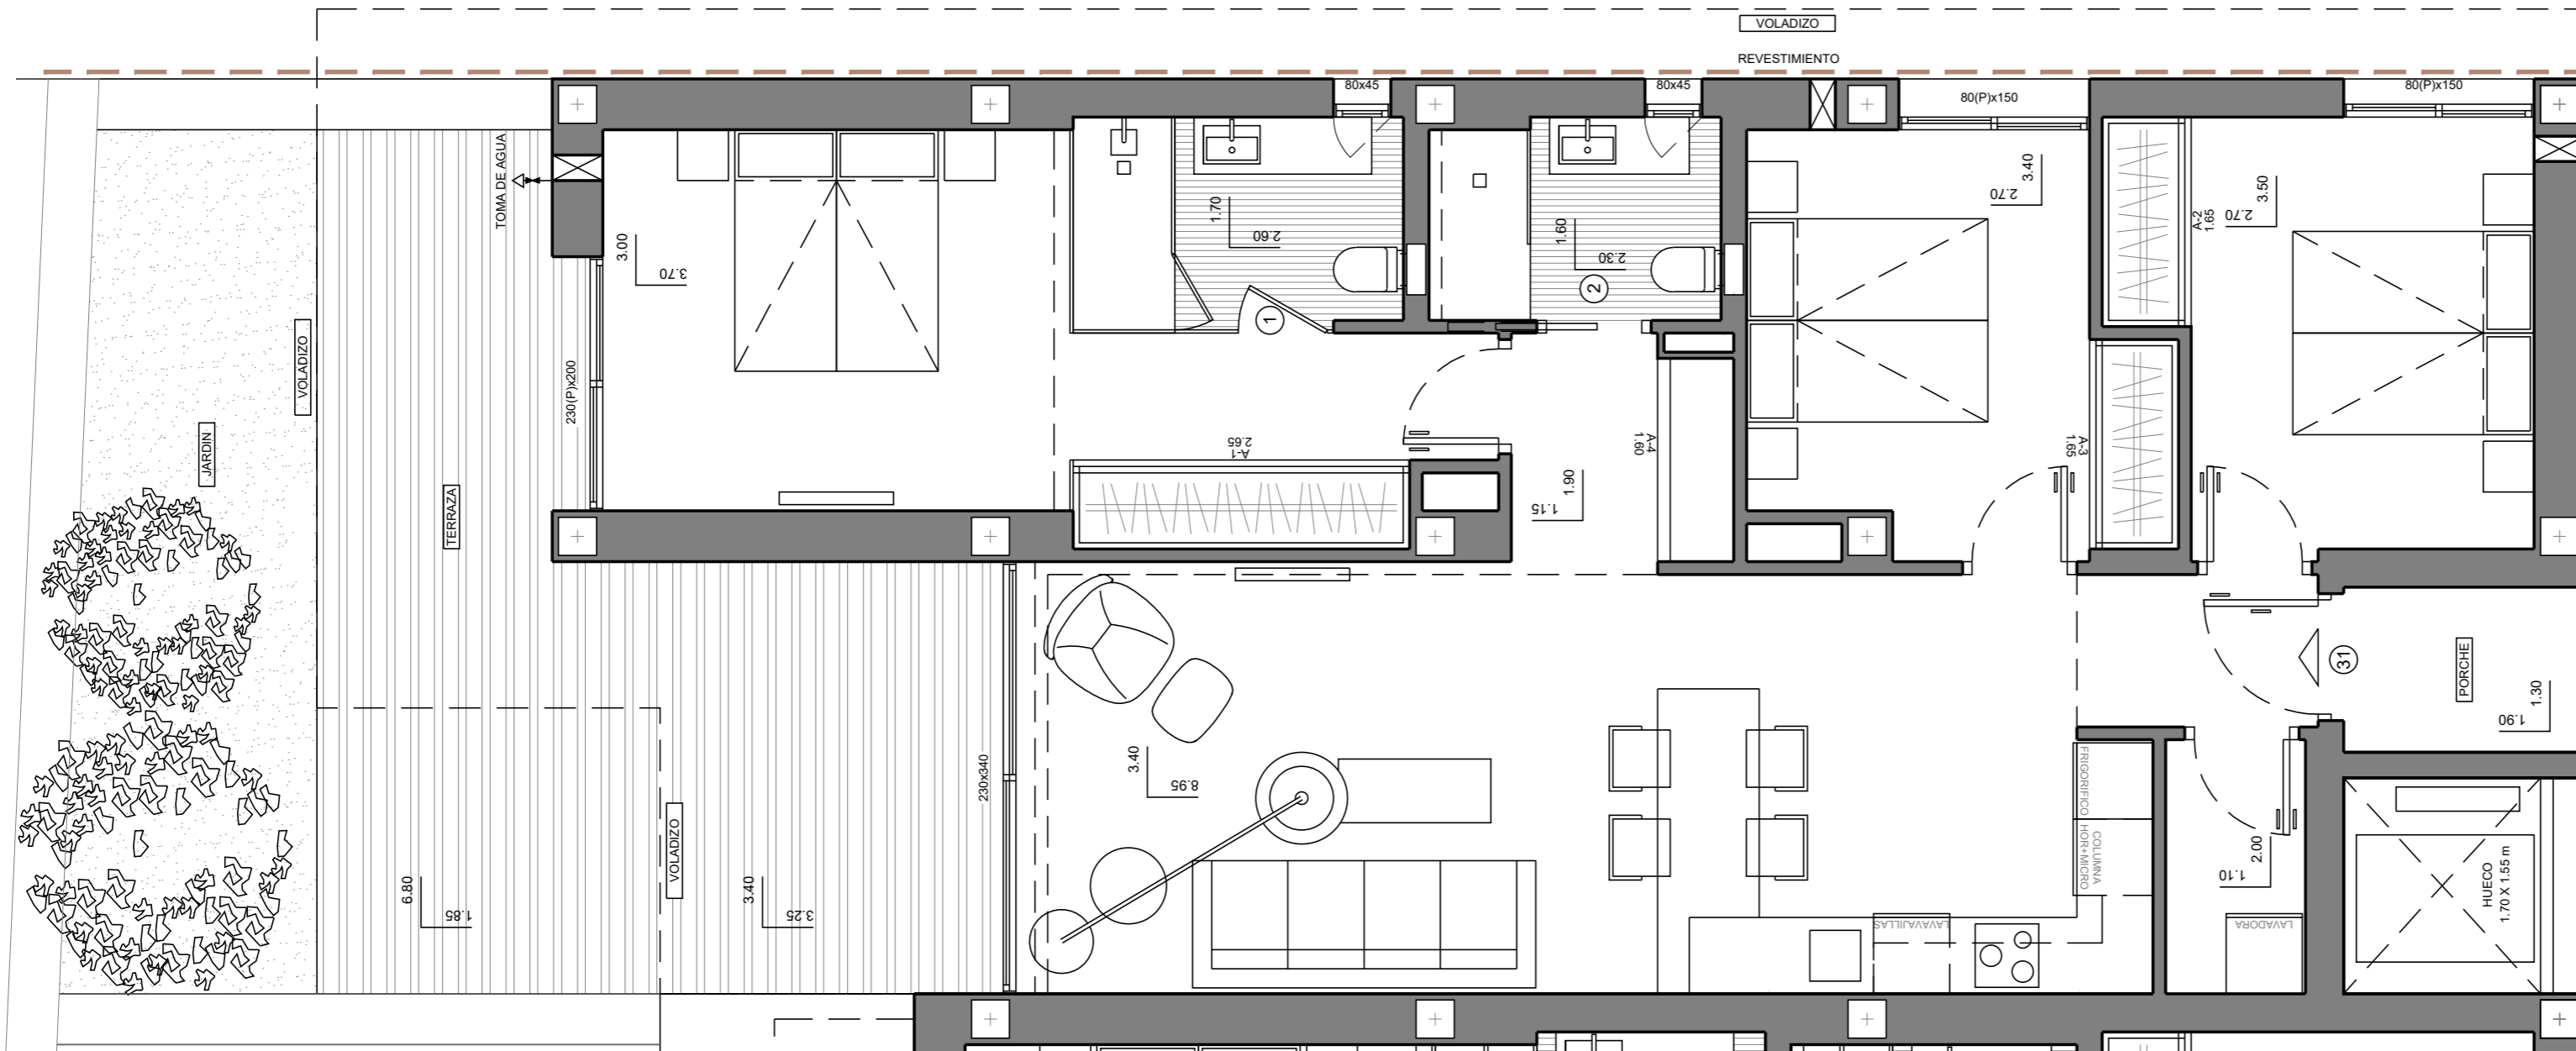 VOLADIZO
REVESTIMIENTO
80x45
80x45
80(P)x150
80(P)x150
TOMA DE AGUA
3.00
3.70
1.70
2.60
1.60
2.30
3.40
2.70
A-2
1.65
3.50
2.70
1
2
VOLADIZO
JARDIN
TERRAZA
230(P)x200
A-1
2.65
1.90
1.15
A-4
1.60
A-3
1.65
31
PORCHE
1.30
1.90
230x340
3.40
8.95
FRIGORIFICO
COLUMNA
HOR+MICRO
2.00
1.10
HUECO
1.70 X 1.55 m
VOLADIZO
6.80
1.85
3.40
3.25
LAVAVAJILLAS
LAVADORA